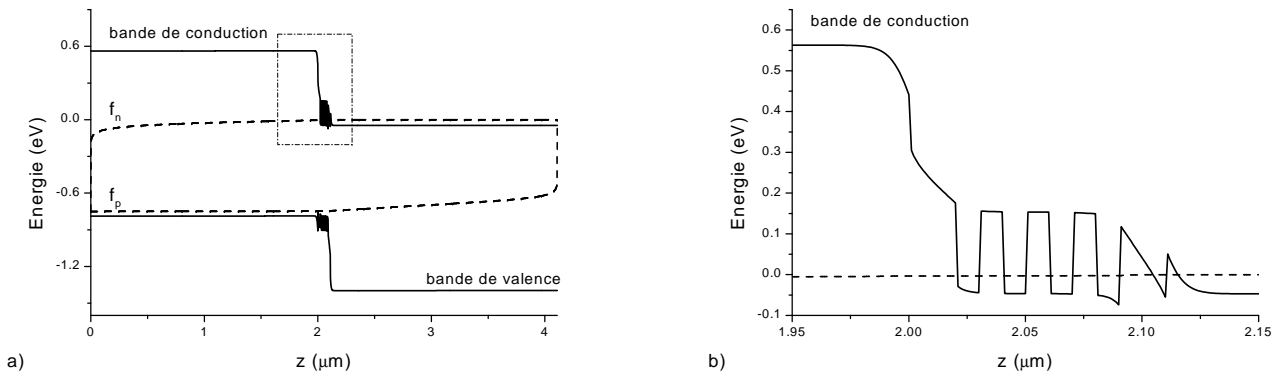 bande de conduction
0.6
fn
0.0
Energie (eV)
-0.6
fp
-1.2
bande de valence
0 1 2 3 4
a)
z (μm)
bande de conduction
0.6
0.5
0.4
0.3
0.2
0.1
0.0
-0.1
Energie (eV)
1.95 2.00 2.05 2.10 2.15
b)
z (μm)